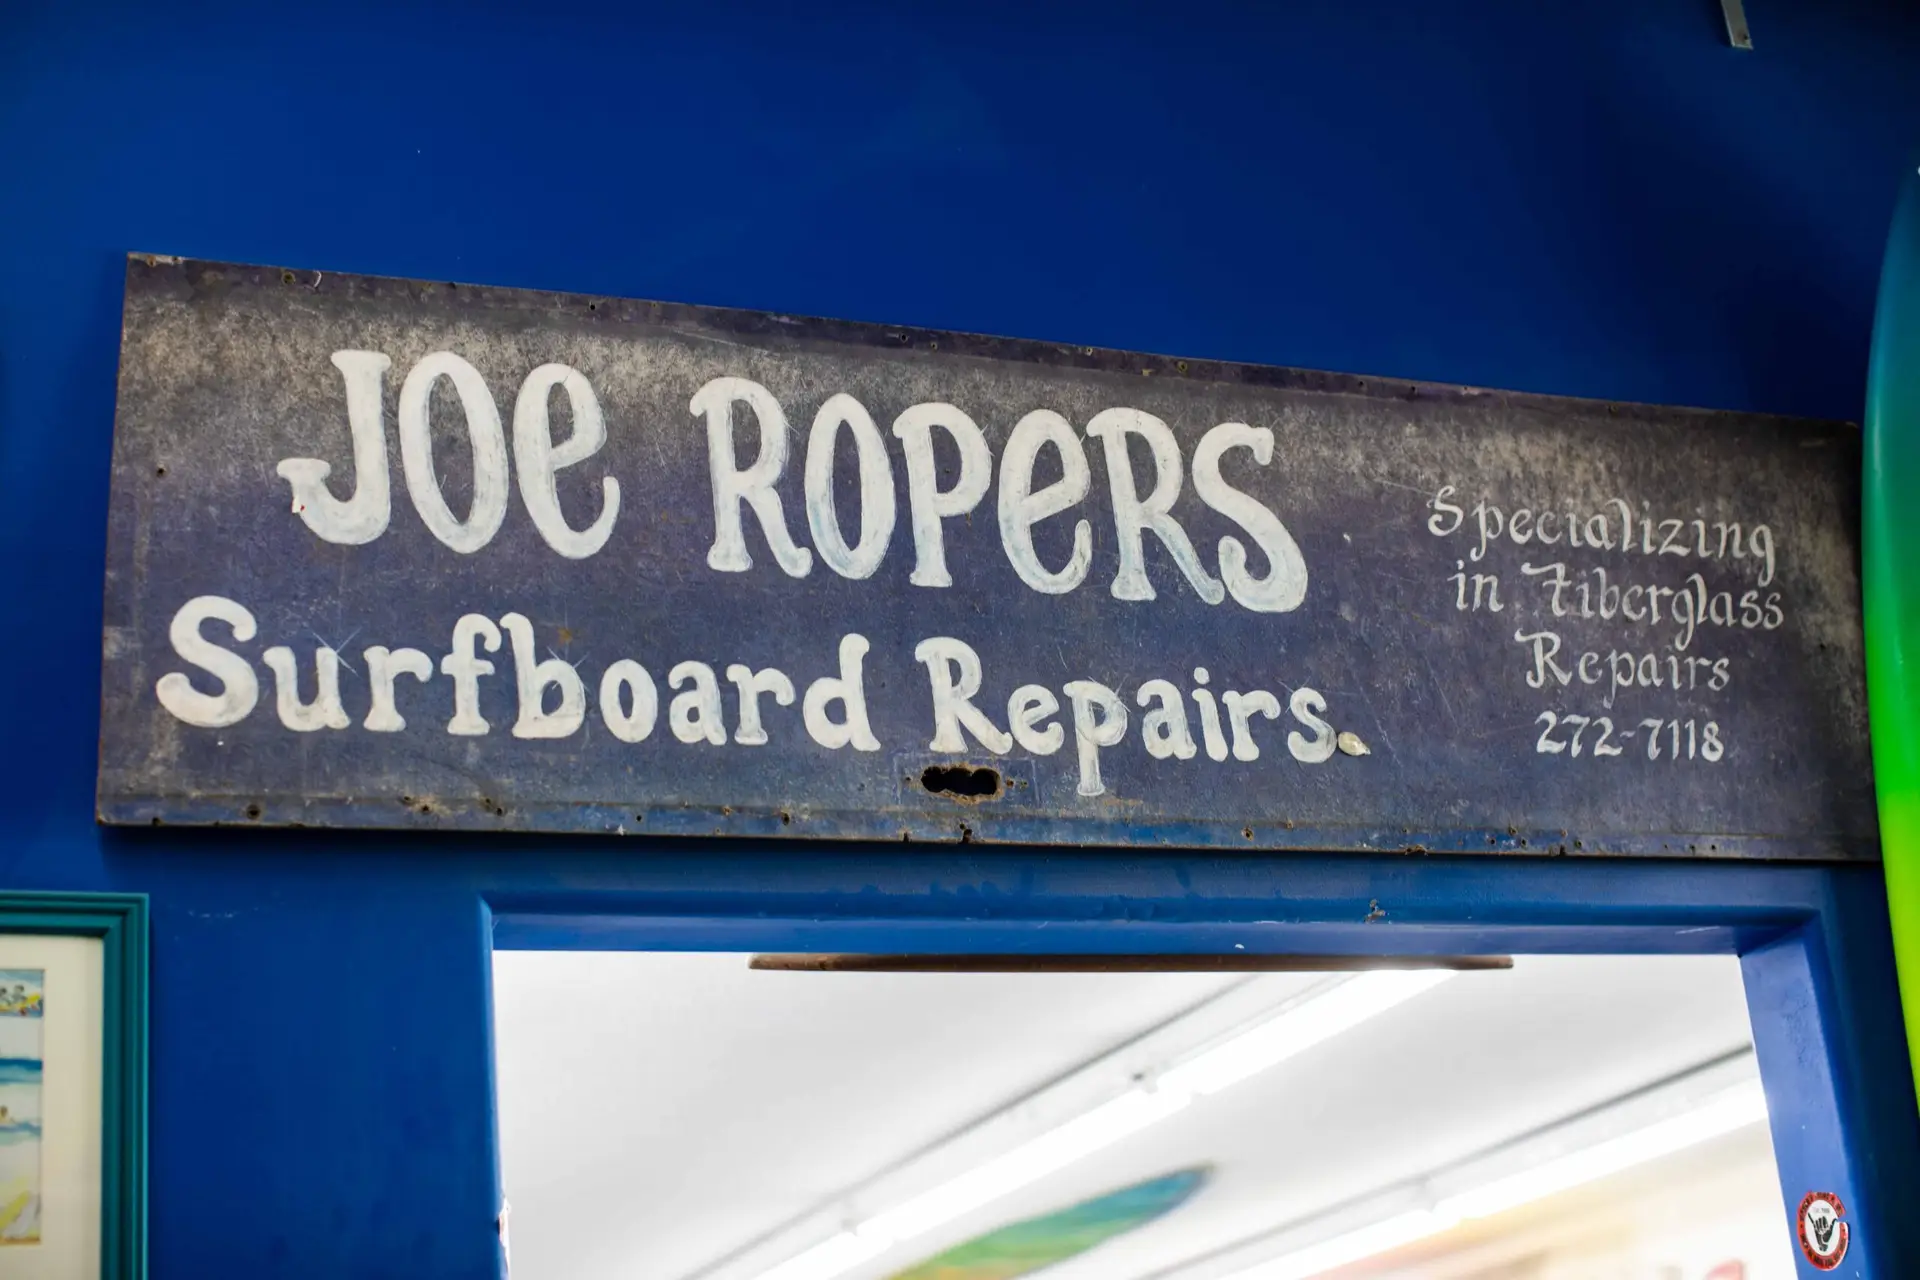 JOe ROPeRS
Surfboard Repairs
Specializing
in Fiberglass
Repairs
272-7118